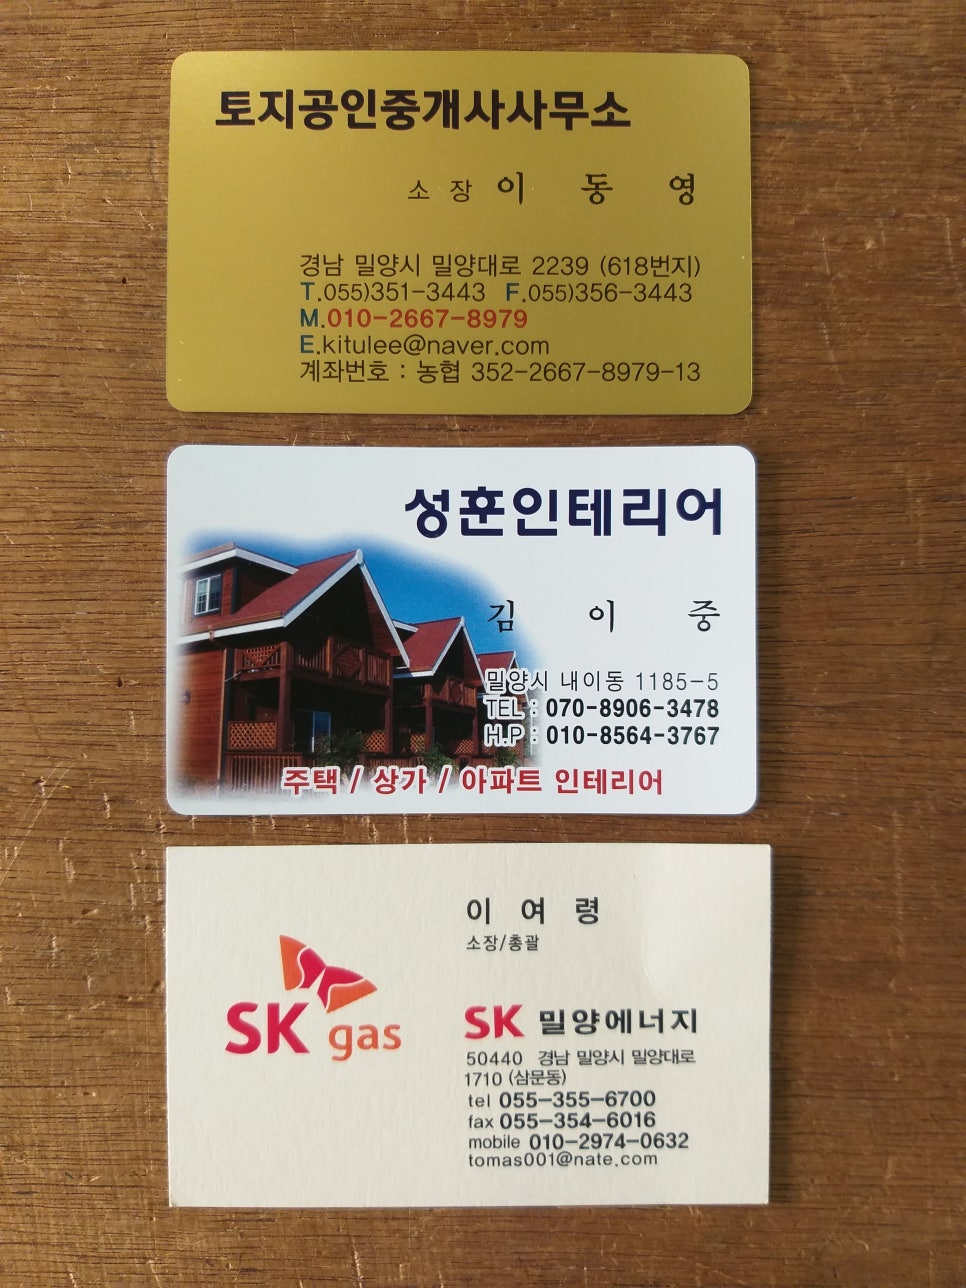 토지공인중개사사무소
소 장 이 동 영
경남 밀양시 밀양대로 2239 (618번지)
T.055)351-3443 F.055)356-3443
M.010-2667-8979
E.kitulee@naver.com
계좌번호 : 농협 352-2667-8979-13
성훈인테리어
김 이 중
밀양시 내이동 1185-5
TEL : 070-8906-3478
H.P : 010-8564-3767
주택 / 상가 / 아파트 인테리어
이 여 령
소장/총괄
SK gas
SK 밀양에너지
50440 경남 밀양시 밀양대로
1710 (삼문동)
tel 055-355-6700
fax 055-354-6016
mobile 010-2974-0632
tomas001@nate.com